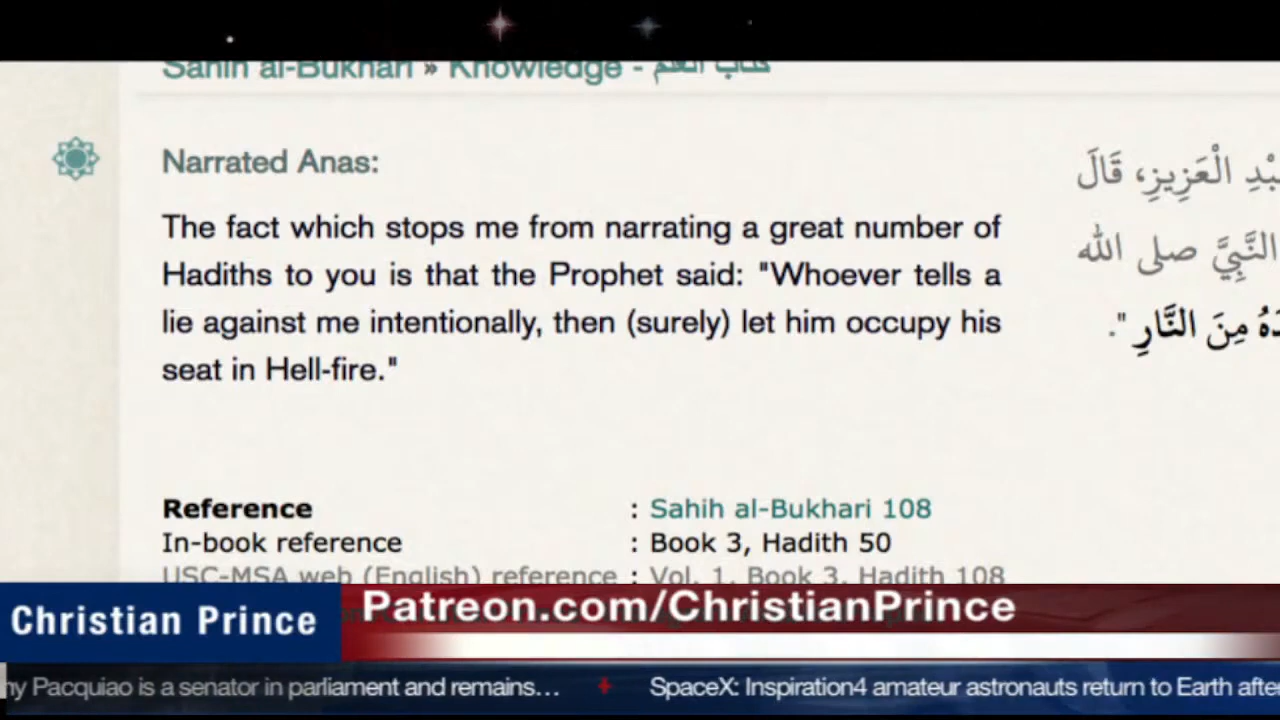 Sahih al-Bukhari » Knowledge - كتاب العلم
Narrated Anas:
The fact which stops me from narrating a great number of
Hadiths to you is that the Prophet said: "Whoever tells a
lie against me intentionally, then (surely) let him occupy his
seat in Hell-fire."
الْعَزِيزِ، قَالَ
النَّبِيَّ صلى الله
مِنَ النَّارِ ‏"‏‏.‏
Reference : Sahih al-Bukhari 108
In-book reference : Book 3, Hadith 50
USC-MSA web (English) reference : Vol. 1, Book 3, Hadith 108
Christian Prince
Patreon.com/ChristianPrince
Pacquiao is a senator in parliament and remains… SpaceX: Inspiration4 amateur astronauts return to Earth after